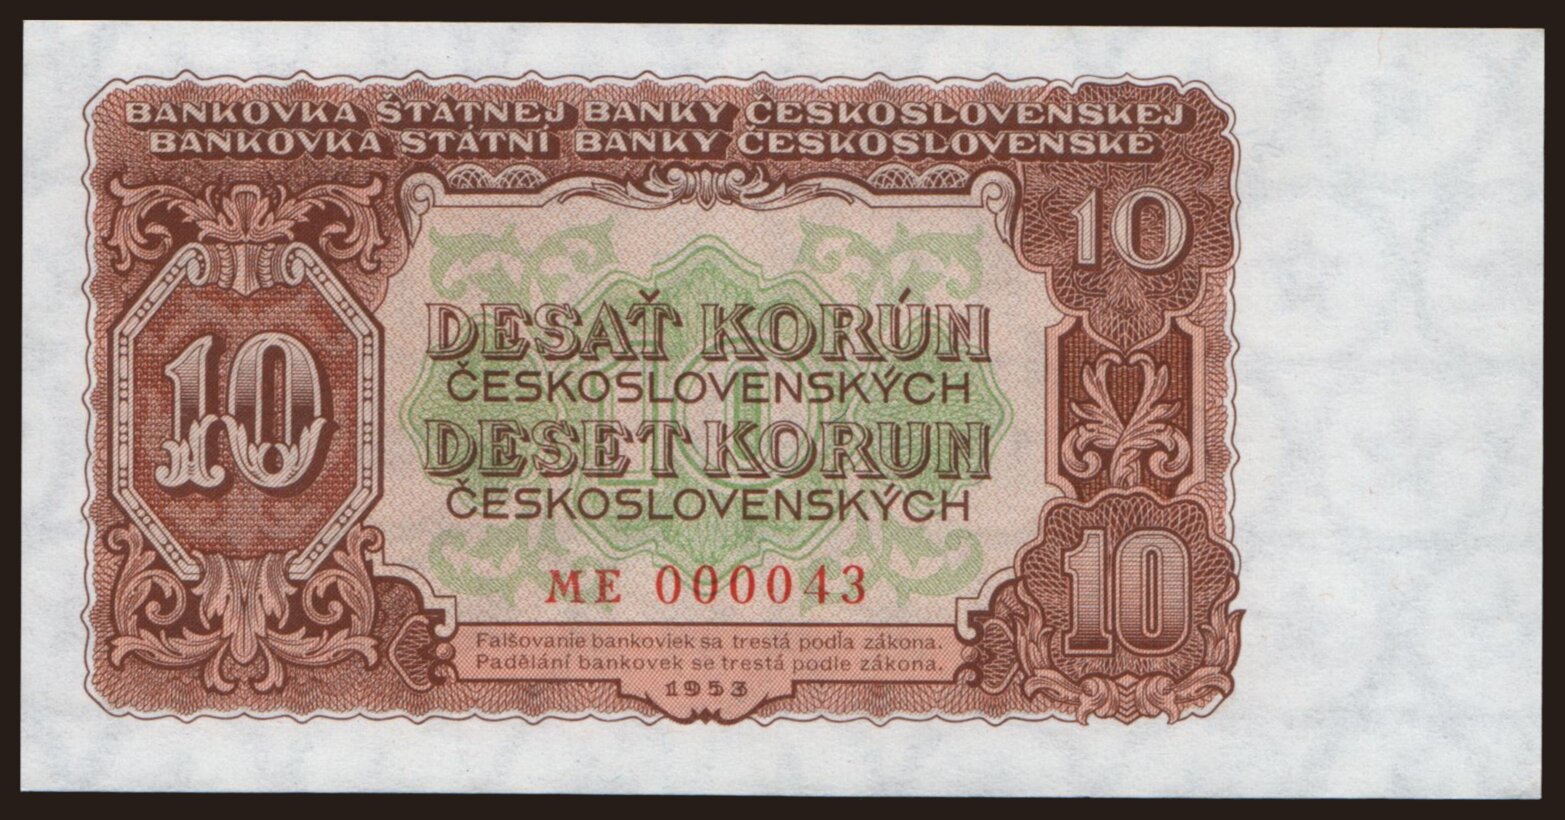 BANKOVKA ŠTÁTNEJ BANKY ČESKOSLOVENSKEJ
BANKOVKA STÁTNÍ BANKY ČESKOSLOVENSKÉ
10
10
DESAŤ KORÚN
ČESKOSLOVENSKÝCH
DESET KORUN
ČESKOSLOVENSKÝCH
10
10
ME 000043
Falšovanie bankoviek sa trestá podľa zákona.
Padělání bankovek se trestá podle zákona.
1953